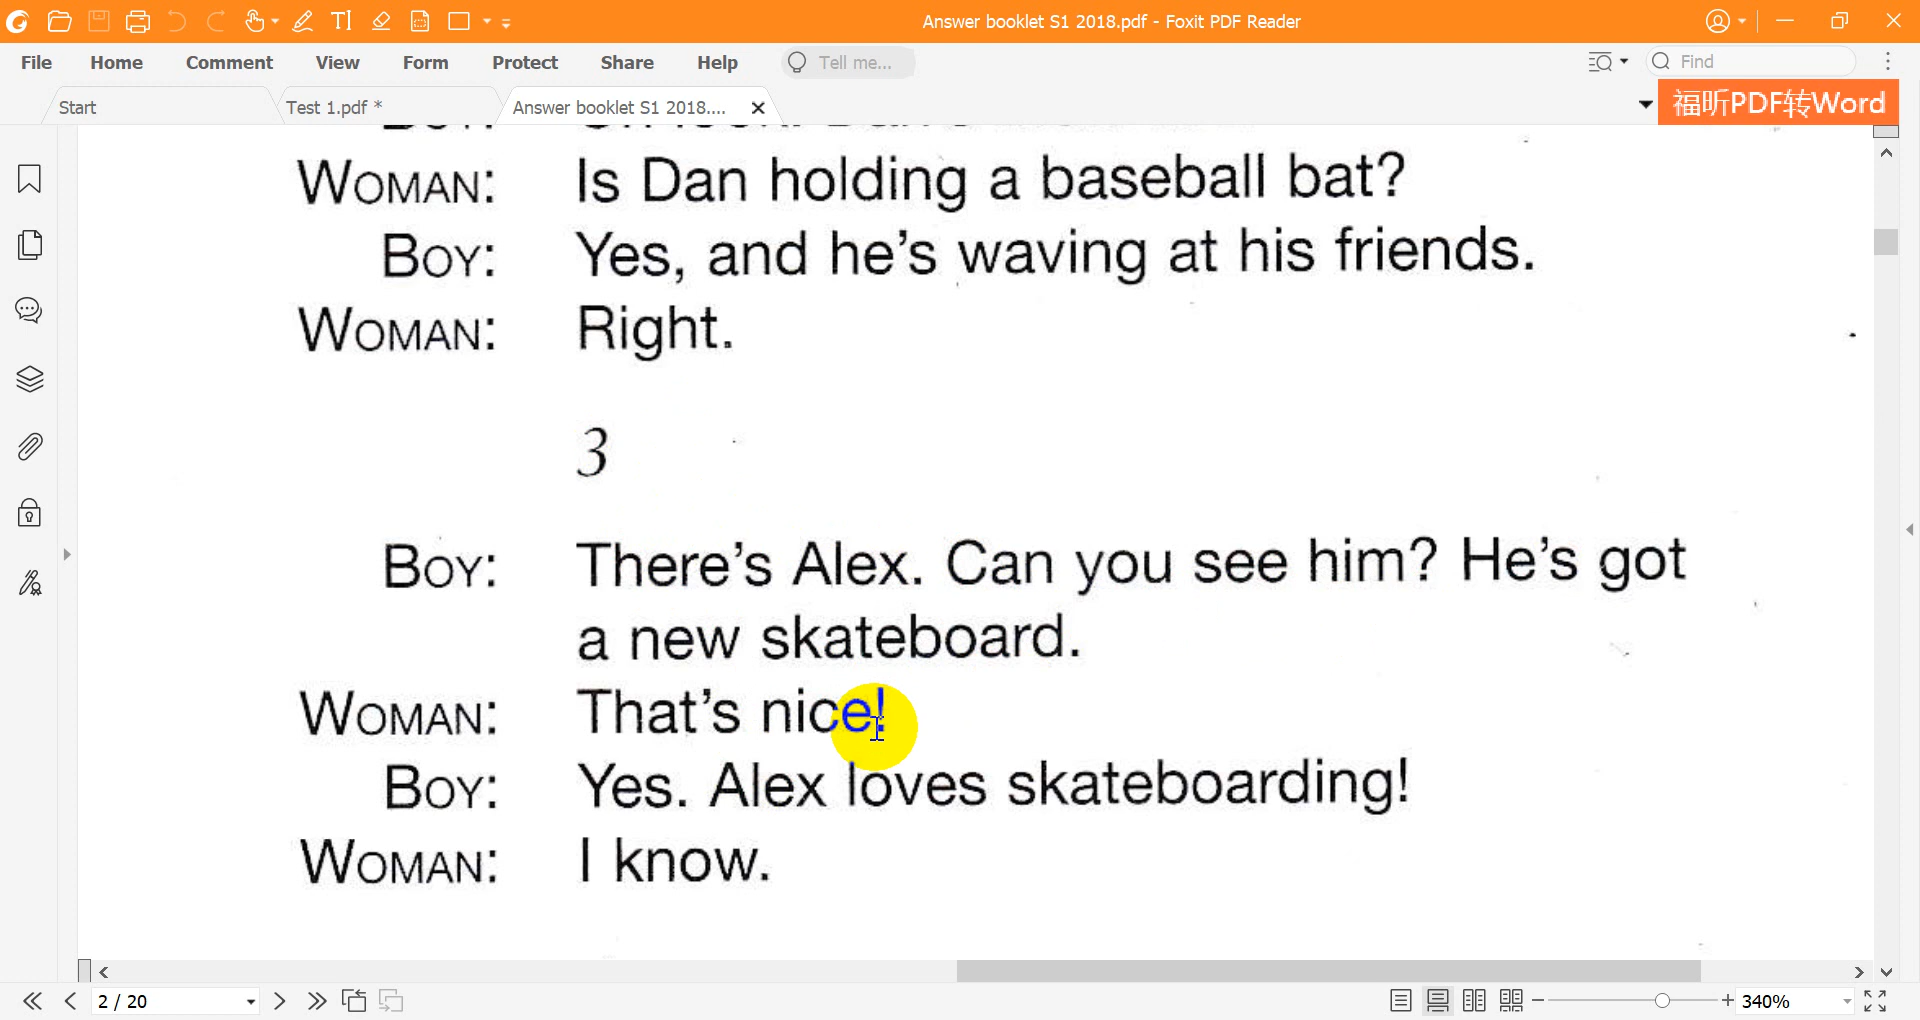 Answer booklet S1 2018.pdf - Foxit PDF Reader
File Home Comment View Form Protect Share Help Tell me... Find
Start Test 1.pdf * Answer booklet S1 2018.... 福昕PDF转Word
WOMAN: Is Dan holding a baseball bat?
BOY: Yes, and he's waving at his friends.
WOMAN: Right.
3
BOY: There's Alex. Can you see him? He's got
a new skateboard.
WOMAN: That's nice!
BOY: Yes. Alex loves skateboarding!
WOMAN: I know.
2 / 20 340%